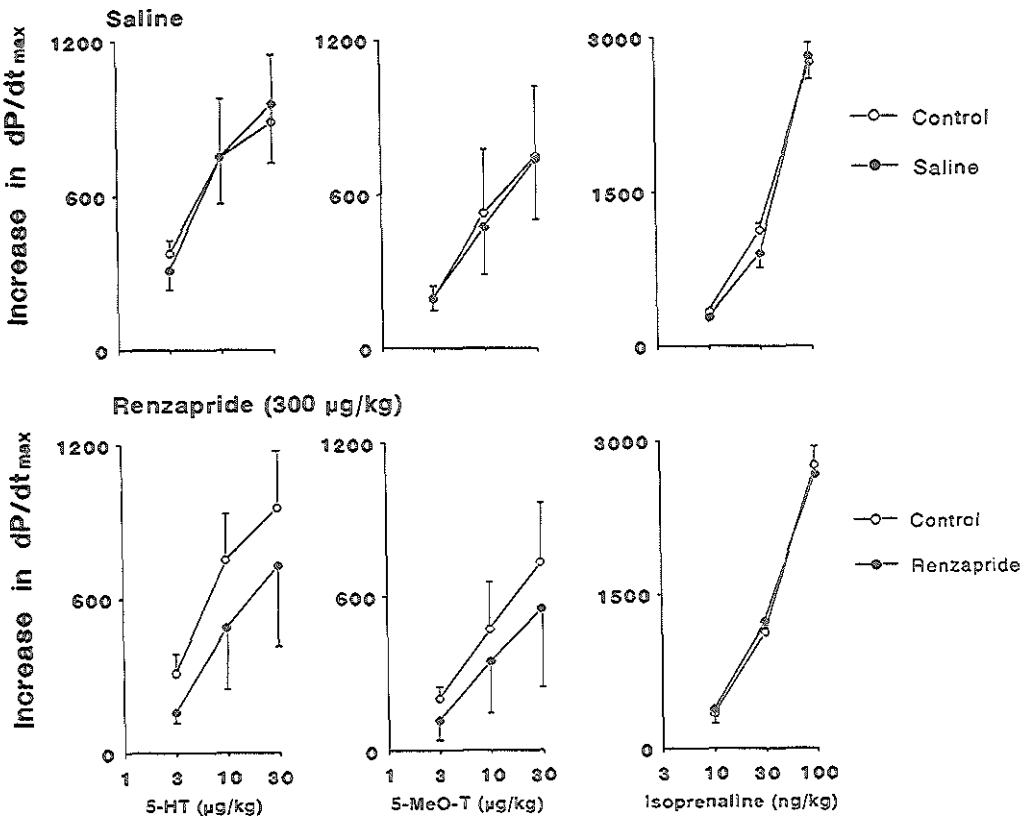 Saline
Increase in dP/dt max
1200
600
0
1200
600
0
3000
1500
0
Control
Saline
Renzapride (300 µg/kg)
Increase in dP/dt max
1200
600
0
1 3 10 30
5-HT (µg/kg)
1200
600
0
1 3 10 30
5-MeO-T (µg/kg)
3000
1500
0
3 10 30 100
Isoprenaline (ng/kg)
Control
Renzapride